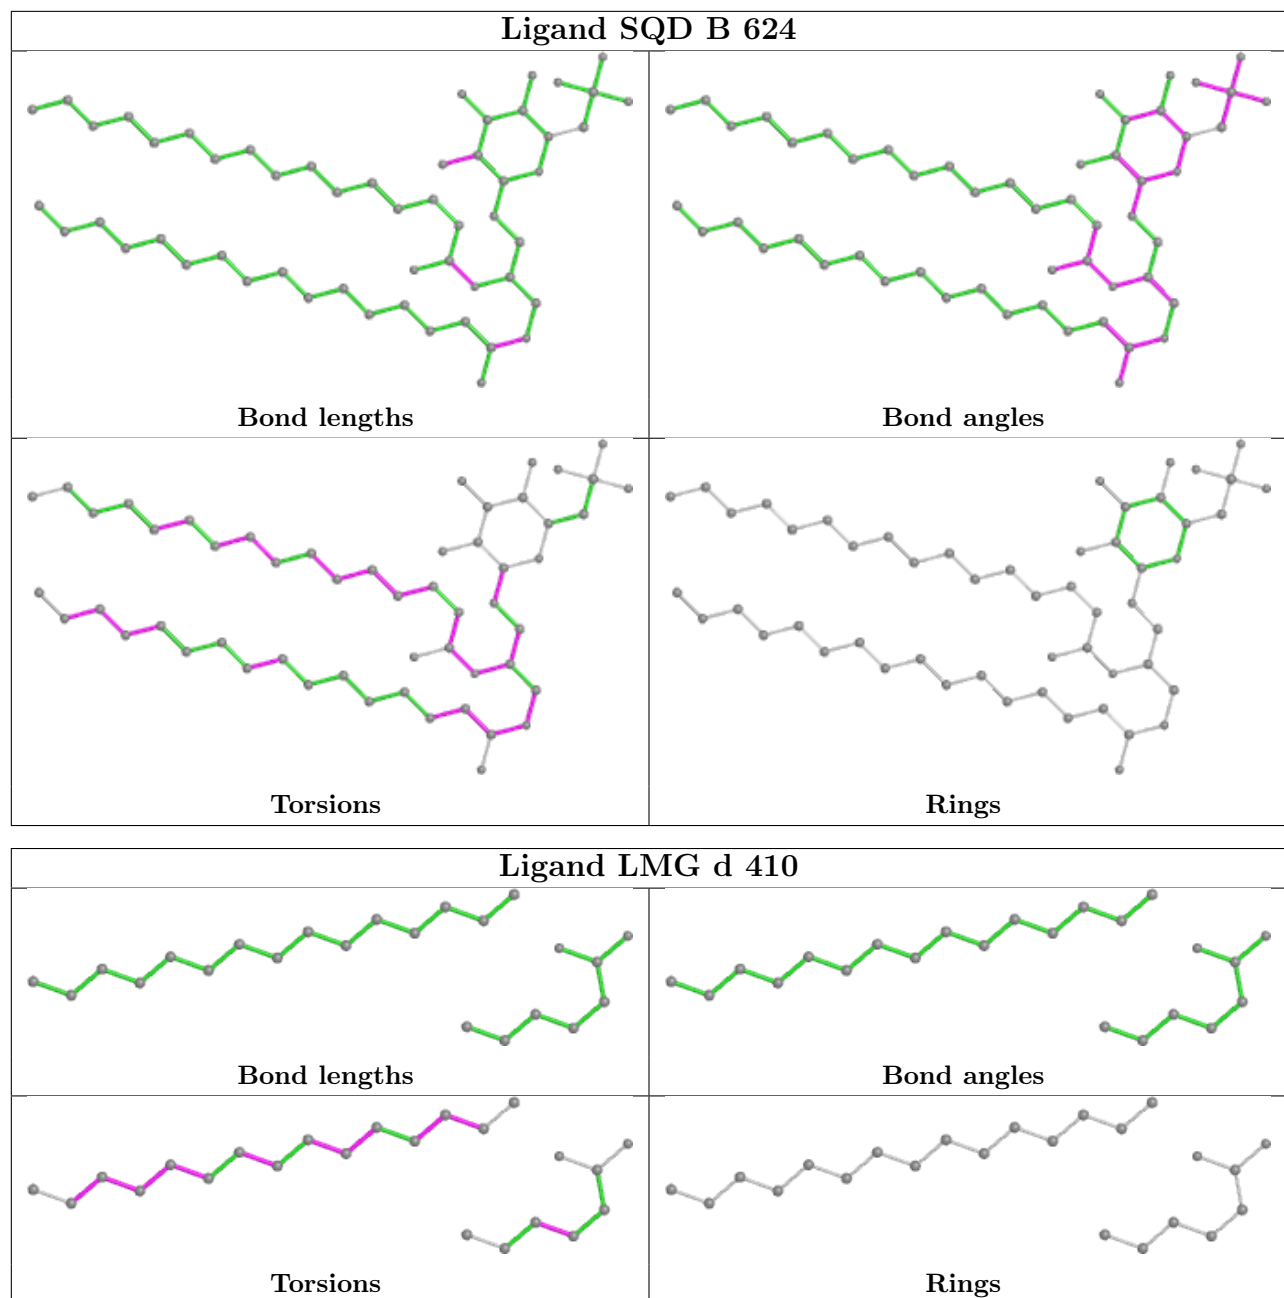 Ligand SQD B 624
Bond lengths
Bond angles
Torsions
Rings
Ligand LMG d 410
Bond lengths
Bond angles
Torsions
Rings